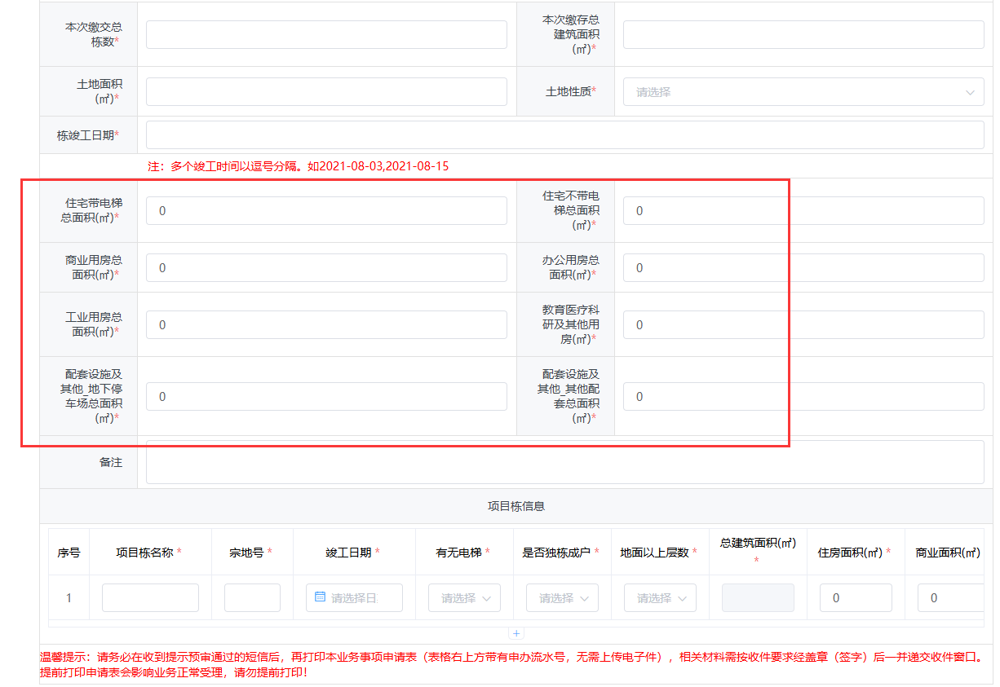 本次缴交总
栋数*
本次缴存总
建筑面积
(㎡)*
土地面积
(㎡)*
土地性质*
请选择
栋竣工日期*
注：多个竣工时间以逗号分隔。如2021-08-03,2021-08-15
住宅带电梯
总面积(㎡)*
0
住宅不带电
梯总面积
(㎡)*
0
商业用房总
面积(㎡)*
0
办公用房总
面积(㎡)*
0
工业用房总
面积(㎡)*
0
教育医疗科
研及其他用
房(㎡)*
0
配套设施及
其他_地下停
车场总面积
(㎡)*
0
配套设施及
其他_其他配
套总面积
(㎡)*
0
备注
项目栋信息
序号 项目栋名称 * 宗地号 * 竣工日期 * 有无电梯 * 是否独栋成户 * 地面以上层数 * 总建筑面积(㎡) * 住房面积(㎡) * 商业面积(㎡)
1 请选择日 请选择 请选择 请选择 0 0
+
温馨提示：请务必在收到提示预审通过的短信后，再打印本业务事项申请表（表格右上方带有申办流水号，无需上传电子件），相关材料需按收件要求经盖章（签字）后一并递交收件窗口。
提前打印申请表会影响业务正常受理，请勿提前打印！